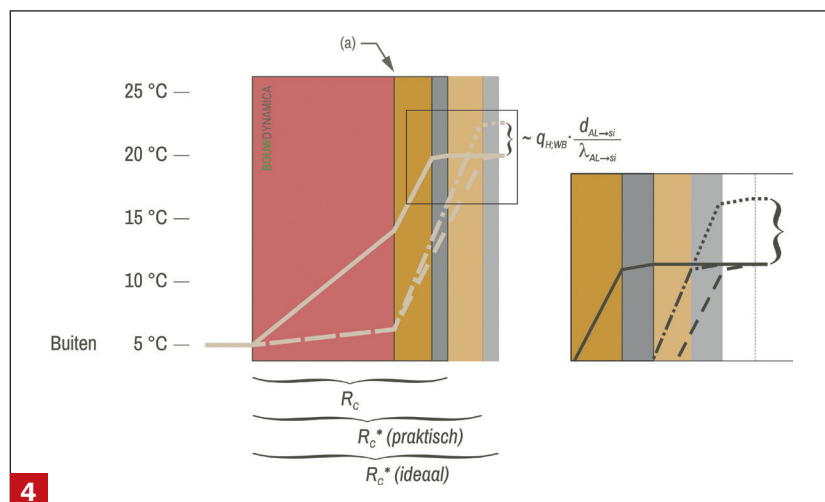 (a)
25 °C
20 °C
15 °C
10 °C
Buiten 5 °C
BOUWDYNAMICA
~ q_H;WB · d_AL→si / λ_AL→si
R_c
R_c* (praktisch)
R_c* (ideaal)
4